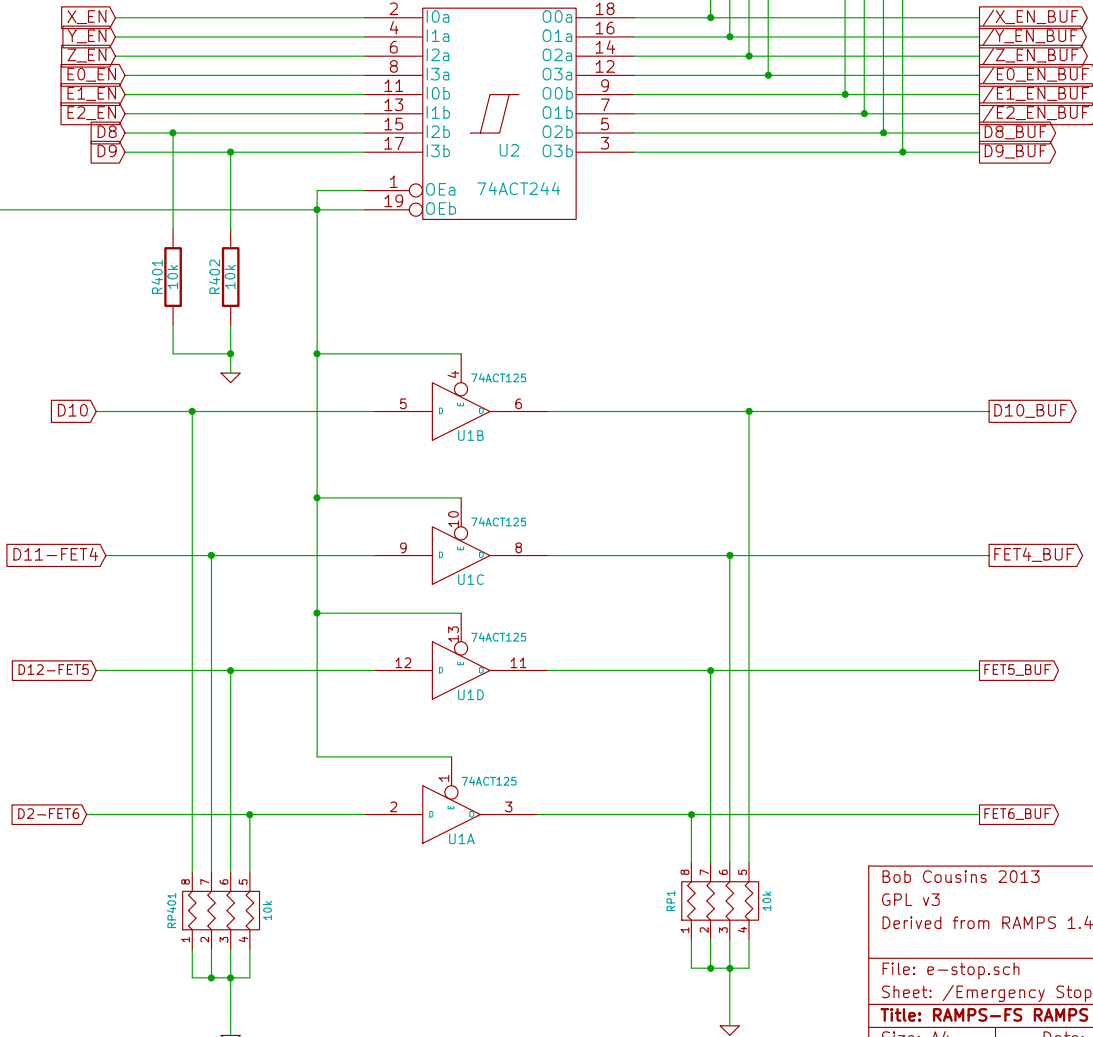 X_EN 2 I0a O0a 18 /X_EN_BUF
Y_EN 4 I1a O1a 16 /Y_EN_BUF
Z_EN 6 I2a O2a 14 /Z_EN_BUF
E0_EN 8 I3a O3a 12 /E0_EN_BUF
E1_EN 11 I0b O0b 9 /E1_EN_BUF
E2_EN 13 I1b O1b 7 /E2_EN_BUF
D8 15 I2b O2b 5 D8_BUF
D9 17 I3b U2 O3b 3 D9_BUF
1 OEa 74ACT244
19 OEb
R401 10k R402 10k
4 74ACT125
D10 5 D E O 6 D10_BUF
U1B
10 74ACT125
D11-FET4 9 D E O 8 FET4_BUF
U1C
13 74ACT125
D12-FET5 12 D E O 11 FET5_BUF
U1D
1 74ACT125
D2-FET6 2 D E O 3 FET6_BUF
U1A
8 7 6 5
RP401 10k
1 2 3 4
8 7 6 5
RP1 10k
1 2 3 4
Bob Cousins 2013
GPL v3
Derived from RAMPS 1.4
File: e-stop.sch
Sheet: /Emergency Stop
Title: RAMPS-FS RAMPS
Size: A4 Date: